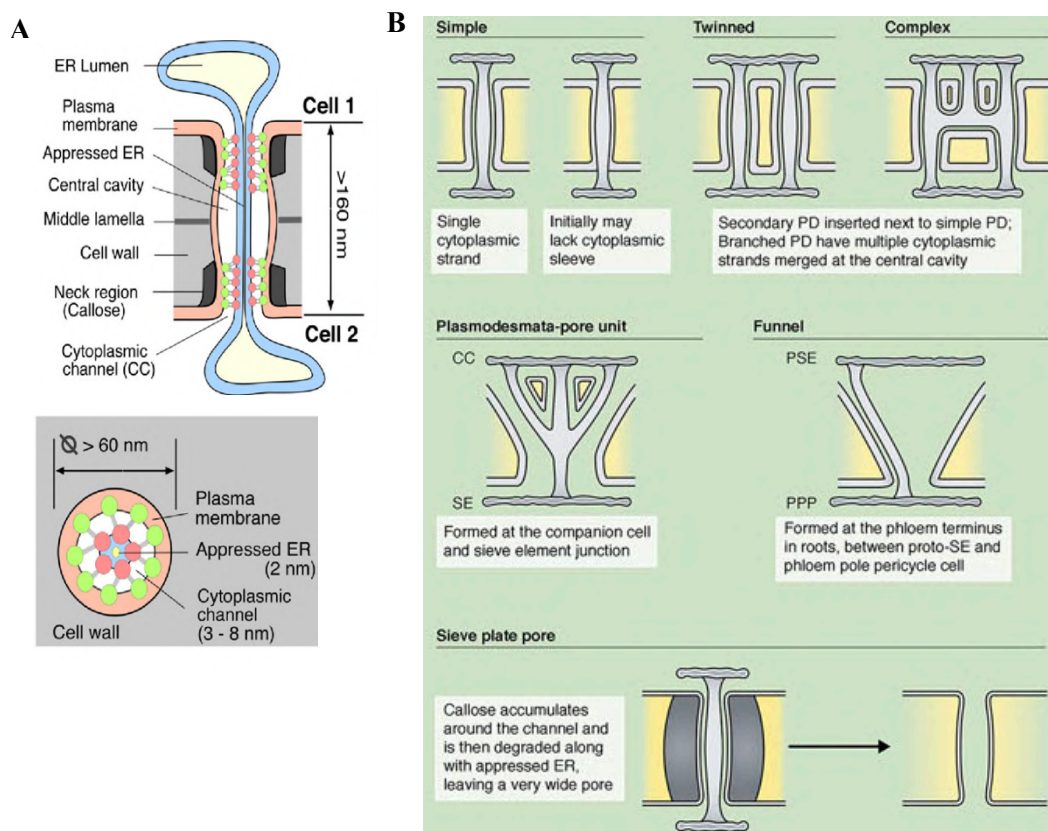 A
ER Lumen
Plasma
membrane
Cell 1
Appressed ER
Central cavity
>160 nm
Middle lamella
Cell wall
Neck region
(Callose)
Cell 2
Cytoplasmic
channel (CC)
Ø > 60 nm
Plasma
membrane
Appressed ER
(2 nm)
Cytoplasmic
channel
(3 - 8 nm)
Cell wall
B
Simple
Twinned
Complex
Single
cytoplasmic
strand
Initially may
lack cytoplasmic
sleeve
Secondary PD inserted next to simple PD;
Branched PD have multiple cytoplasmic
strands merged at the central cavity
Plasmodesmata-pore unit
CC
SE
Formed at the companion cell
and sieve element junction
Funnel
PSE
PPP
Formed at the phloem terminus
in roots, between proto-SE and
phloem pole pericycle cell
Sieve plate pore
Callose accumulates
around the channel and
is then degraded along
with appressed ER,
leaving a very wide pore